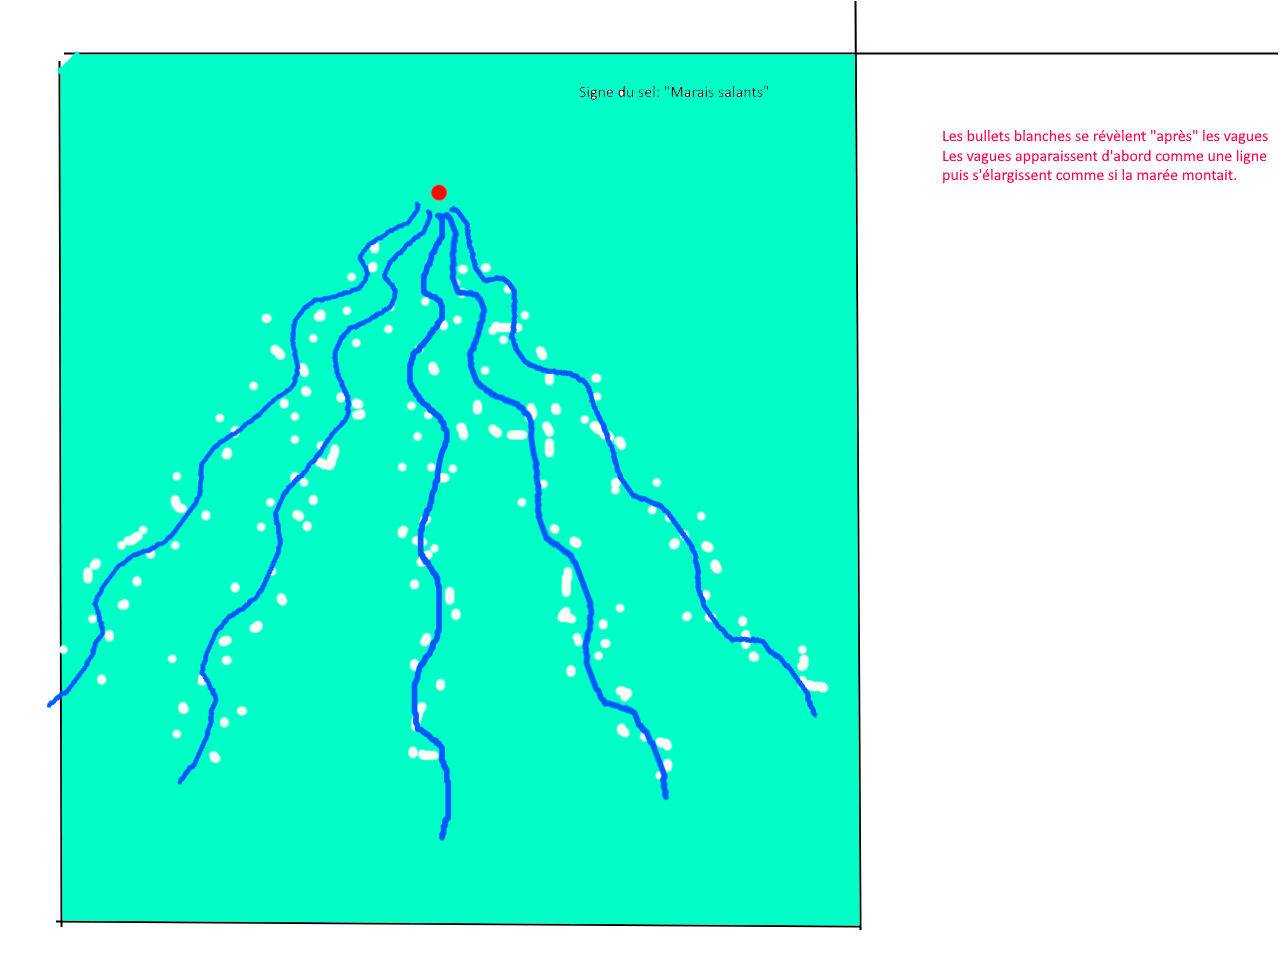 Signe du sel: "Marais salants"
Les bullets blanches se révèlent "après" les vagues
Les vagues apparaissent d'abord comme une ligne
puis s'élargissent comme si la marée montait.